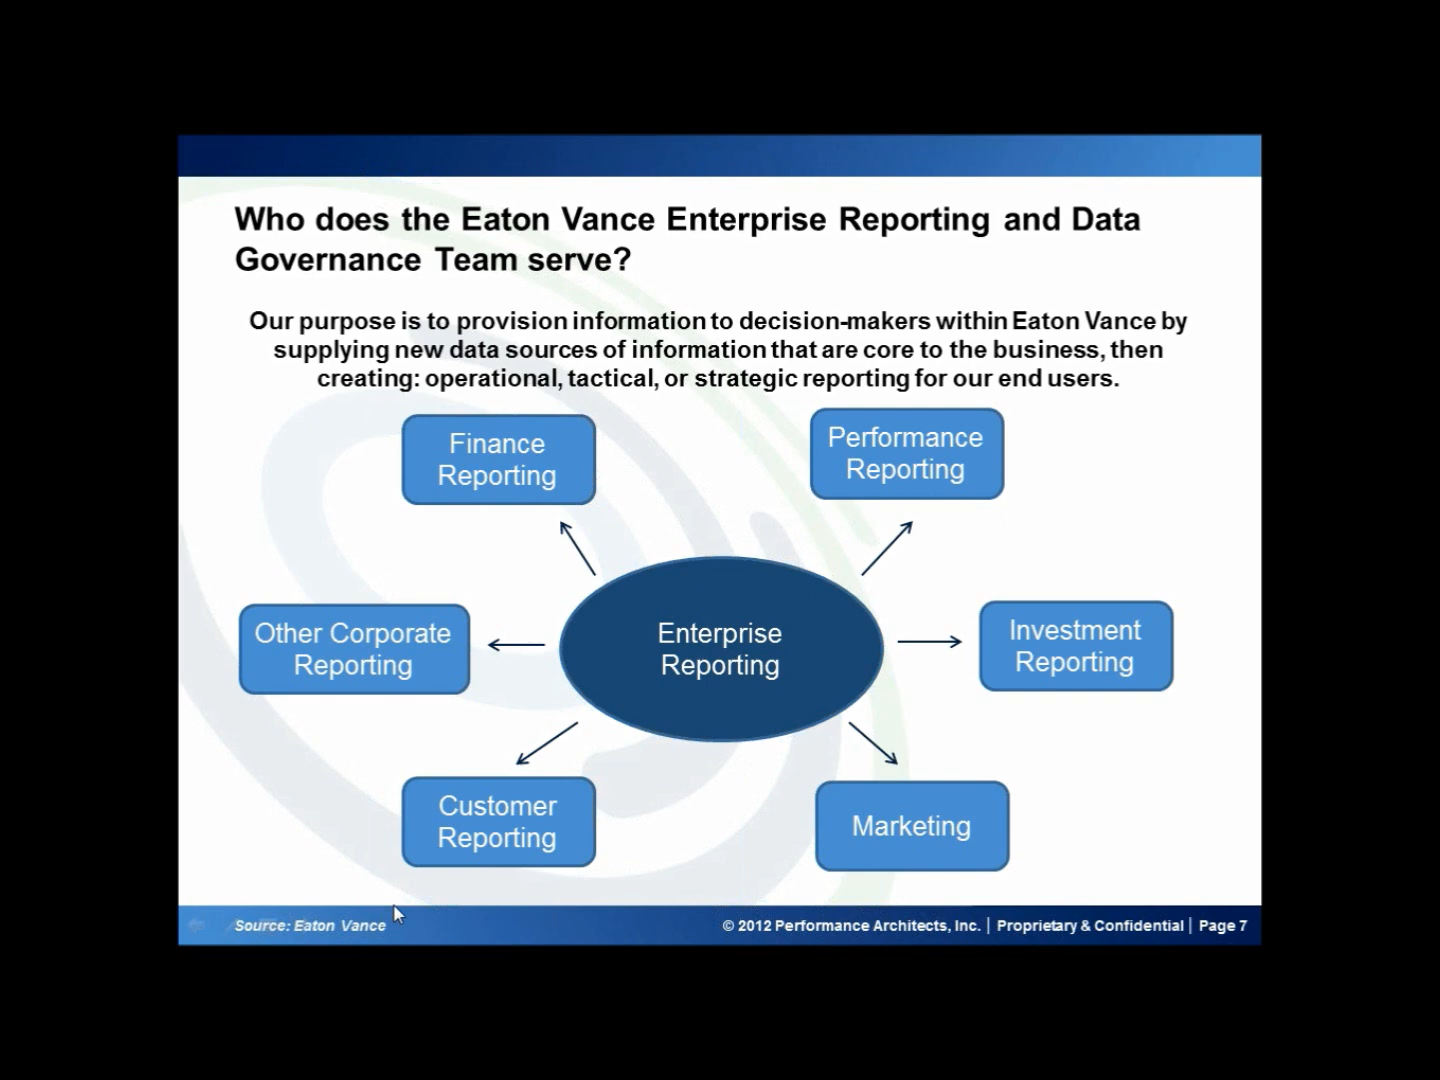 Who does the Eaton Vance Enterprise Reporting and Data
Governance Team serve?
Our purpose is to provision information to decision-makers within Eaton Vance by
supplying new data sources of information that are core to the business, then
creating: operational, tactical, or strategic reporting for our end users.
Finance
Reporting
Performance
Reporting
Other Corporate
Reporting
Enterprise
Reporting
Investment
Reporting
Customer
Reporting
Marketing
Source: Eaton Vance
© 2012 Performance Architects, Inc. | Proprietary & Confidential | Page 7